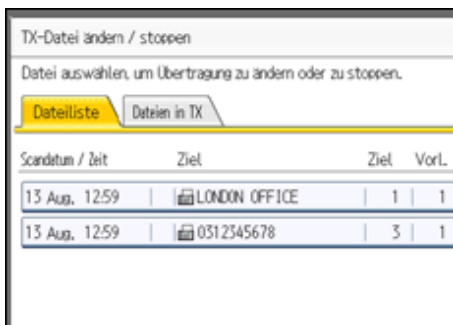 TX-Datei ändern / stoppen
Datei auswählen, um Übertragung zu ändern oder zu stoppen.
Dateiliste Dateien in TX
Scandatum / Zeit Ziel Ziel Vorl.
13 Aug. 12:59 LONDON OFFICE 1 1
13 Aug. 12:59 0312345678 3 1